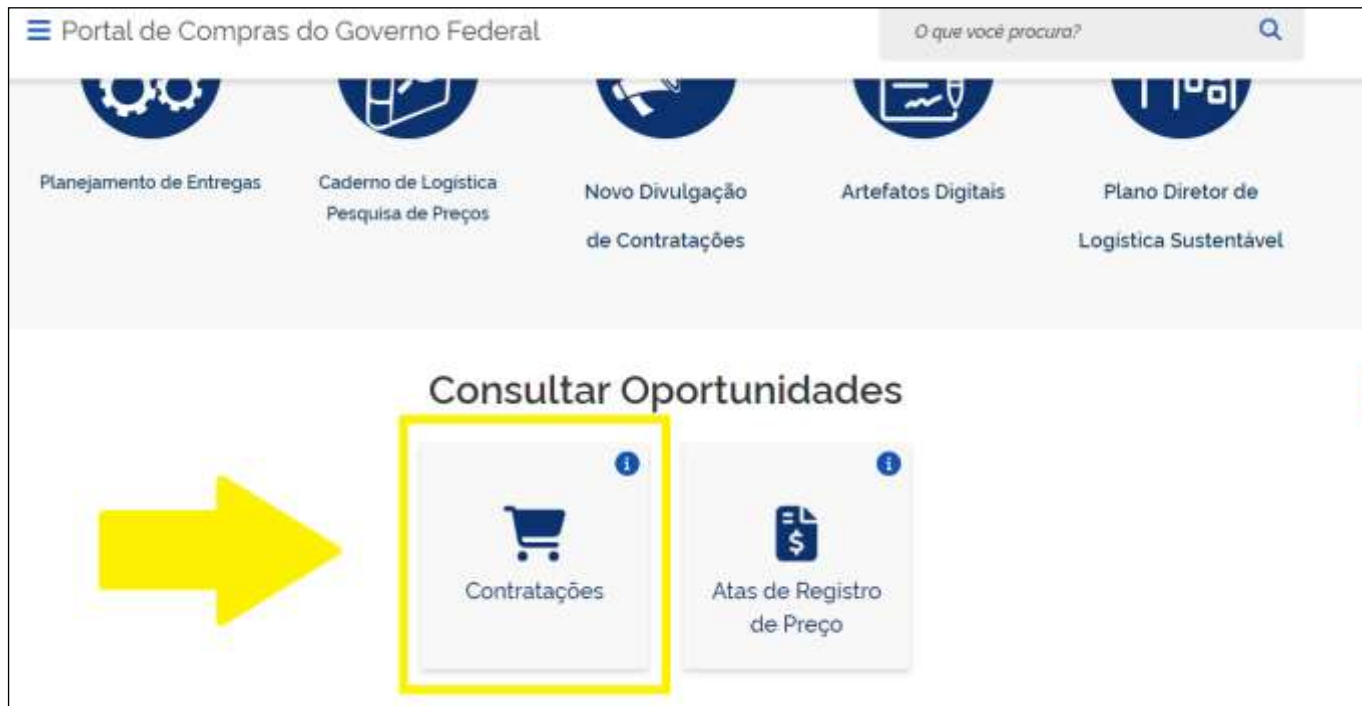 Portal de Compras do Governo Federal
O que você procura?
Planejamento de Entregas
Caderno de Logística
Pesquisa de Preços
Novo Divulgação
de Contratações
Artefatos Digitais
Plano Diretor de
Logística Sustentável
Consultar Oportunidades
Contratações
Atas de Registro
de Preço